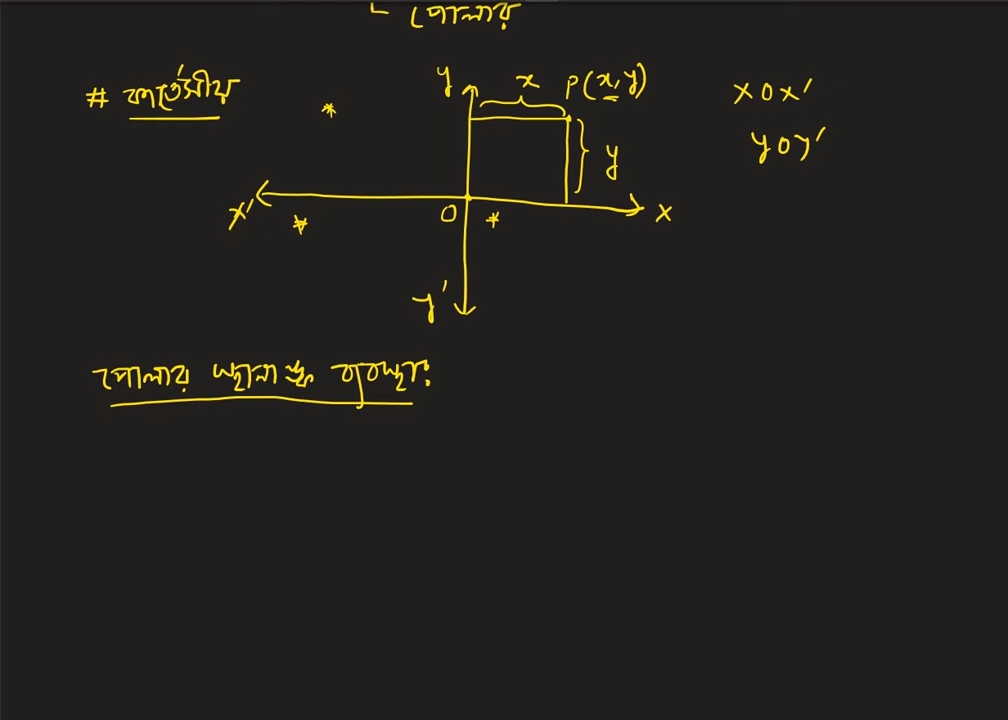 পোলার
# কার্তেসীয়
*
y
x
P(x, y)
XOX'
YOY'
y
X'
*
O
*
X
y'
পোলার স্থানাঙ্ক ব্যবস্থা: